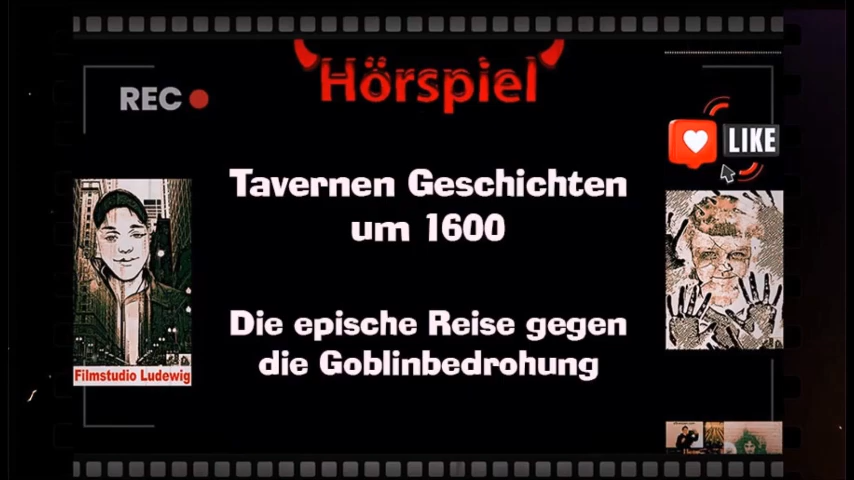 Hörspiel
REC
LIKE
Tavernen Geschichten
um 1600
Die epische Reise gegen
die Goblinbedrohung
Filmstudio Ludewig